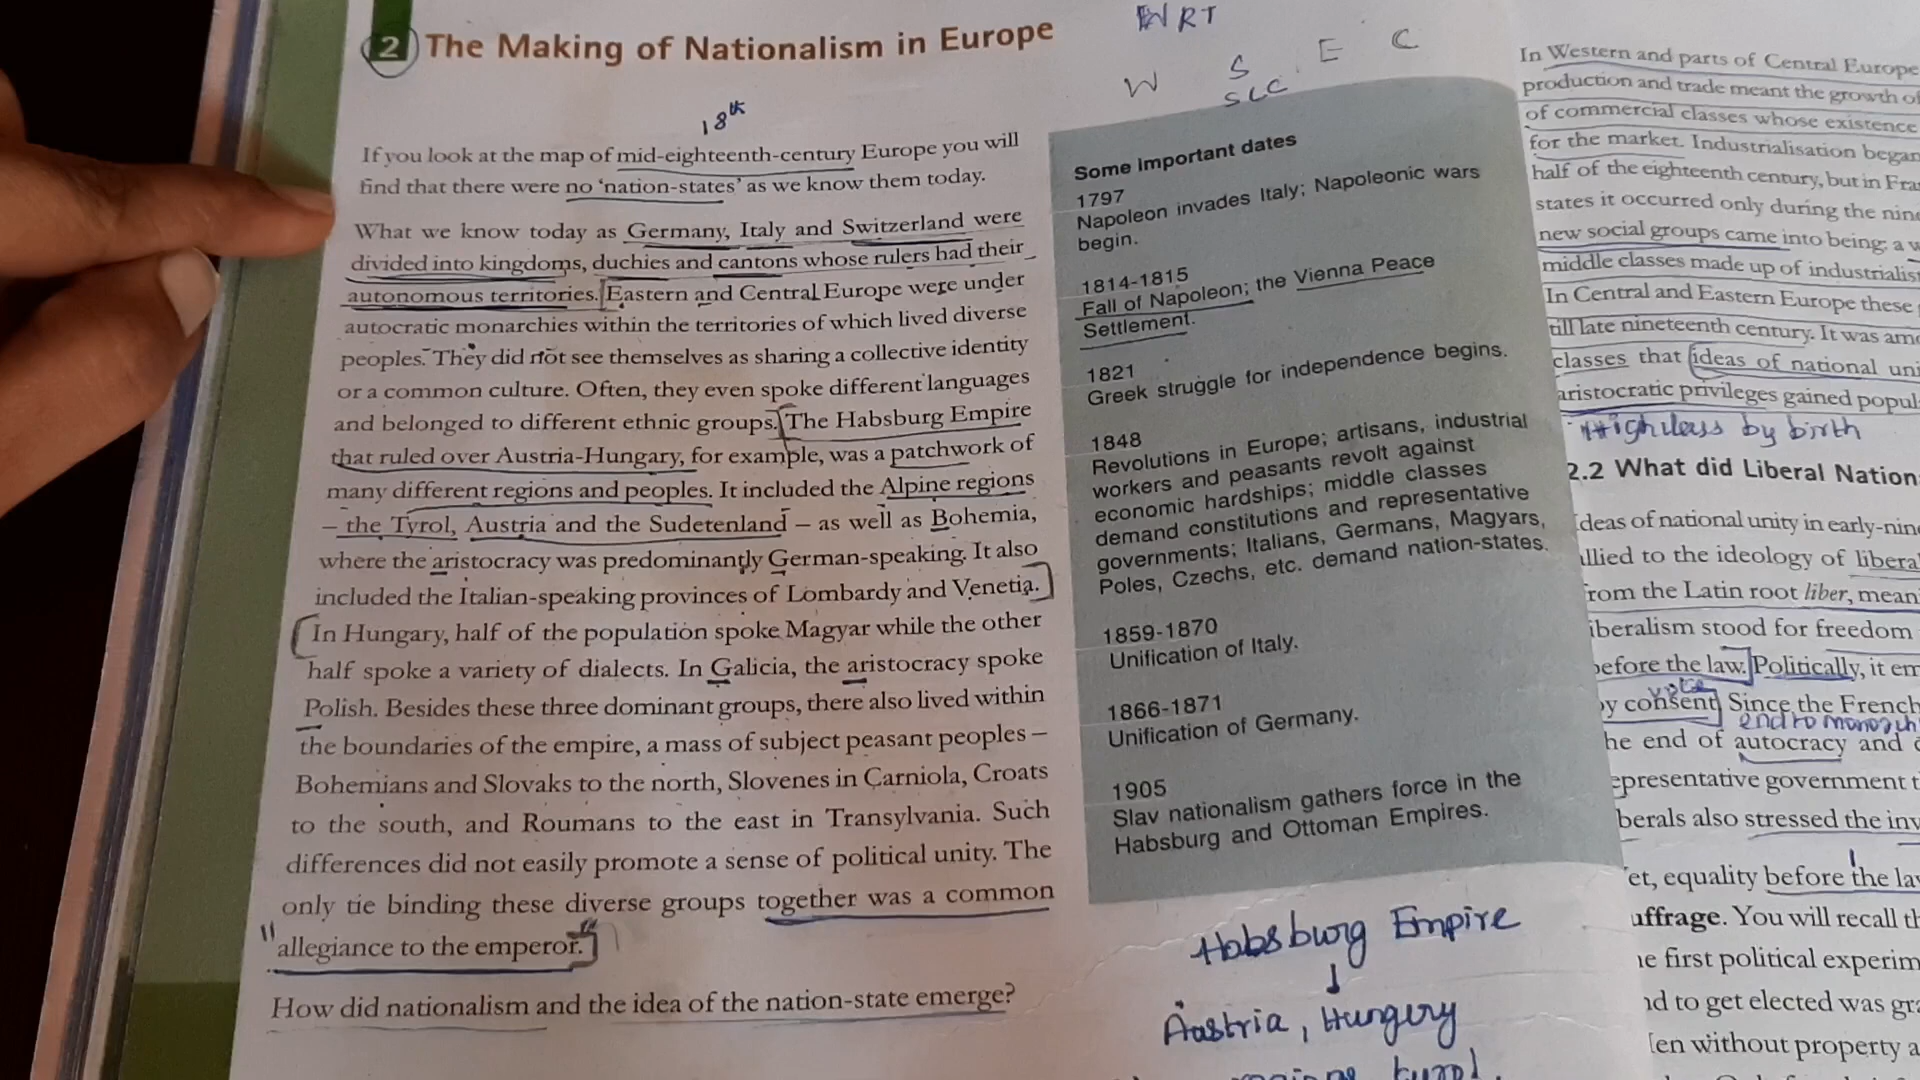 2 The Making of Nationalism in Europe
18th
If you look at the map of mid-eighteenth-century Europe you will
find that there were no 'nation-states' as we know them today.
What we know today as Germany, Italy and Switzerland were
divided into kingdoms, duchies and cantons whose rulers had their
autonomous territories. Eastern and Central Europe were under
autocratic monarchies within the territories of which lived diverse
peoples. They did not see themselves as sharing a collective identity
or a common culture. Often, they even spoke different languages
and belonged to different ethnic groups. The Habsburg Empire
that ruled over Austria-Hungary, for example, was a patchwork of
many different regions and peoples. It included the Alpine regions
– the Tyrol, Austria and the Sudetenland – as well as Bohemia,
where the aristocracy was predominantly German-speaking. It also
included the Italian-speaking provinces of Lombardy and Venetia.
In Hungary, half of the population spoke Magyar while the other
half spoke a variety of dialects. In Galicia, the aristocracy spoke
Polish. Besides these three dominant groups, there also lived within
the boundaries of the empire, a mass of subject peasant peoples –
Bohemians and Slovaks to the north, Slovenes in Carniola, Croats
to the south, and Roumans to the east in Transylvania. Such
differences did not easily promote a sense of political unity. The
only tie binding these diverse groups together was a common
"allegiance to the emperor."
How did nationalism and the idea of the nation-state emerge?
RT
W S E C
SLC
Some important dates
1797
Napoleon invades Italy; Napoleonic wars
begin.
1814-1815
Fall of Napoleon; the Vienna Peace
Settlement.
1821
Greek struggle for independence begins.
1848
Revolutions in Europe; artisans, industrial
workers and peasants revolt against
economic hardships; middle classes
demand constitutions and representative
governments; Italians, Germans, Magyars,
Poles, Czechs, etc. demand nation-states.
1859-1870
Unification of Italy.
1866-1871
Unification of Germany.
1905
Slav nationalism gathers force in the
Habsburg and Ottoman Empires.
Habsburg Empire
Austria, Hungery
In Western and parts of Central Europe
production and trade meant the growth of
of commercial classes whose existence
for the market. Industrialisation began
half of the eighteenth century, but in Fra
states it occurred only during the nine
new social groups came into being: a w
middle classes made up of industrialist
In Central and Eastern Europe these
till late nineteenth century. It was amo
classes that ideas of national uni
aristocratic privileges gained popul
High class by birth
2.2 What did Liberal Nation
Ideas of national unity in early-nine
llied to the ideology of libera
rom the Latin root liber, mean
iberalism stood for freedom
before the law. Politically, it em
vote
by consent. Since the French
end to monarch
he end of autocracy and c
epresentative government t
berals also stressed the inv
et, equality before the law
uffrage. You will recall th
ne first political experim
nd to get elected was gra
en without property a